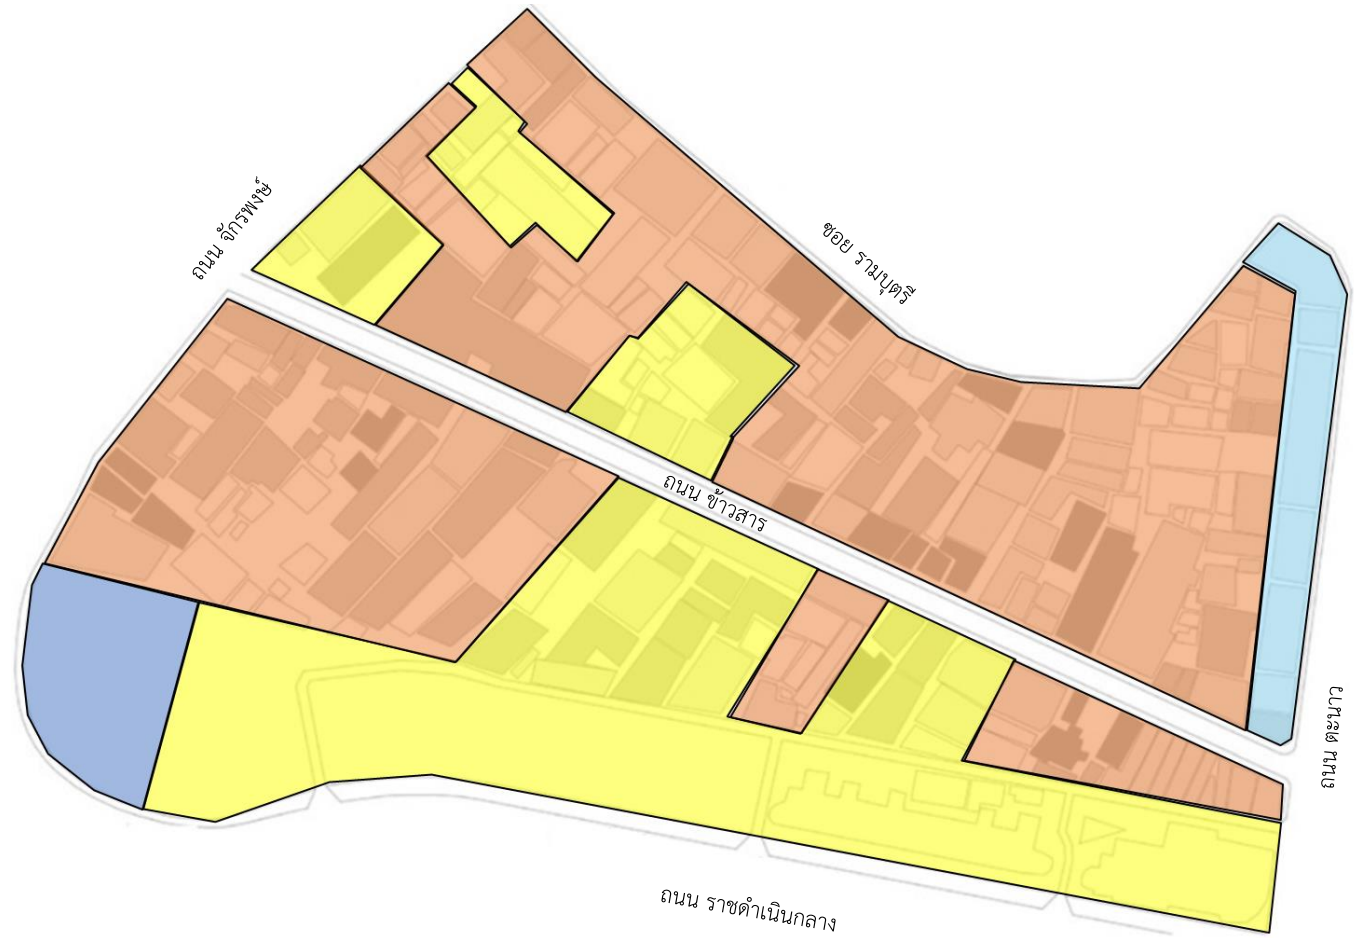 ถนน จักรพงษ์
ซอย รามบุตรี
ถนน ข้าวสาร
ถนน ตะนาว
ถนน ราชดำเนินกลาง